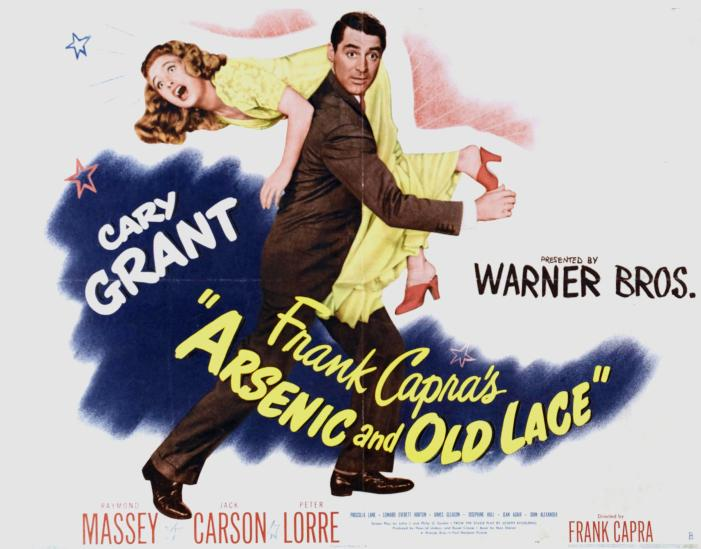 CARY
GRANT
PRESENTED BY
WARNER BROS.
Frank Capra's
"ARSENIC and OLD LACE"
RAYMOND
MASSEY
JACK
CARSON
PETER
LORRE
PRISCILLA LANE · EDWARD EVERETT HORTON · JAMES GLEASON · JOSEPHINE HULL · JEAN ADAIR · JOHN ALEXANDER
Directed by
FRANK CAPRA